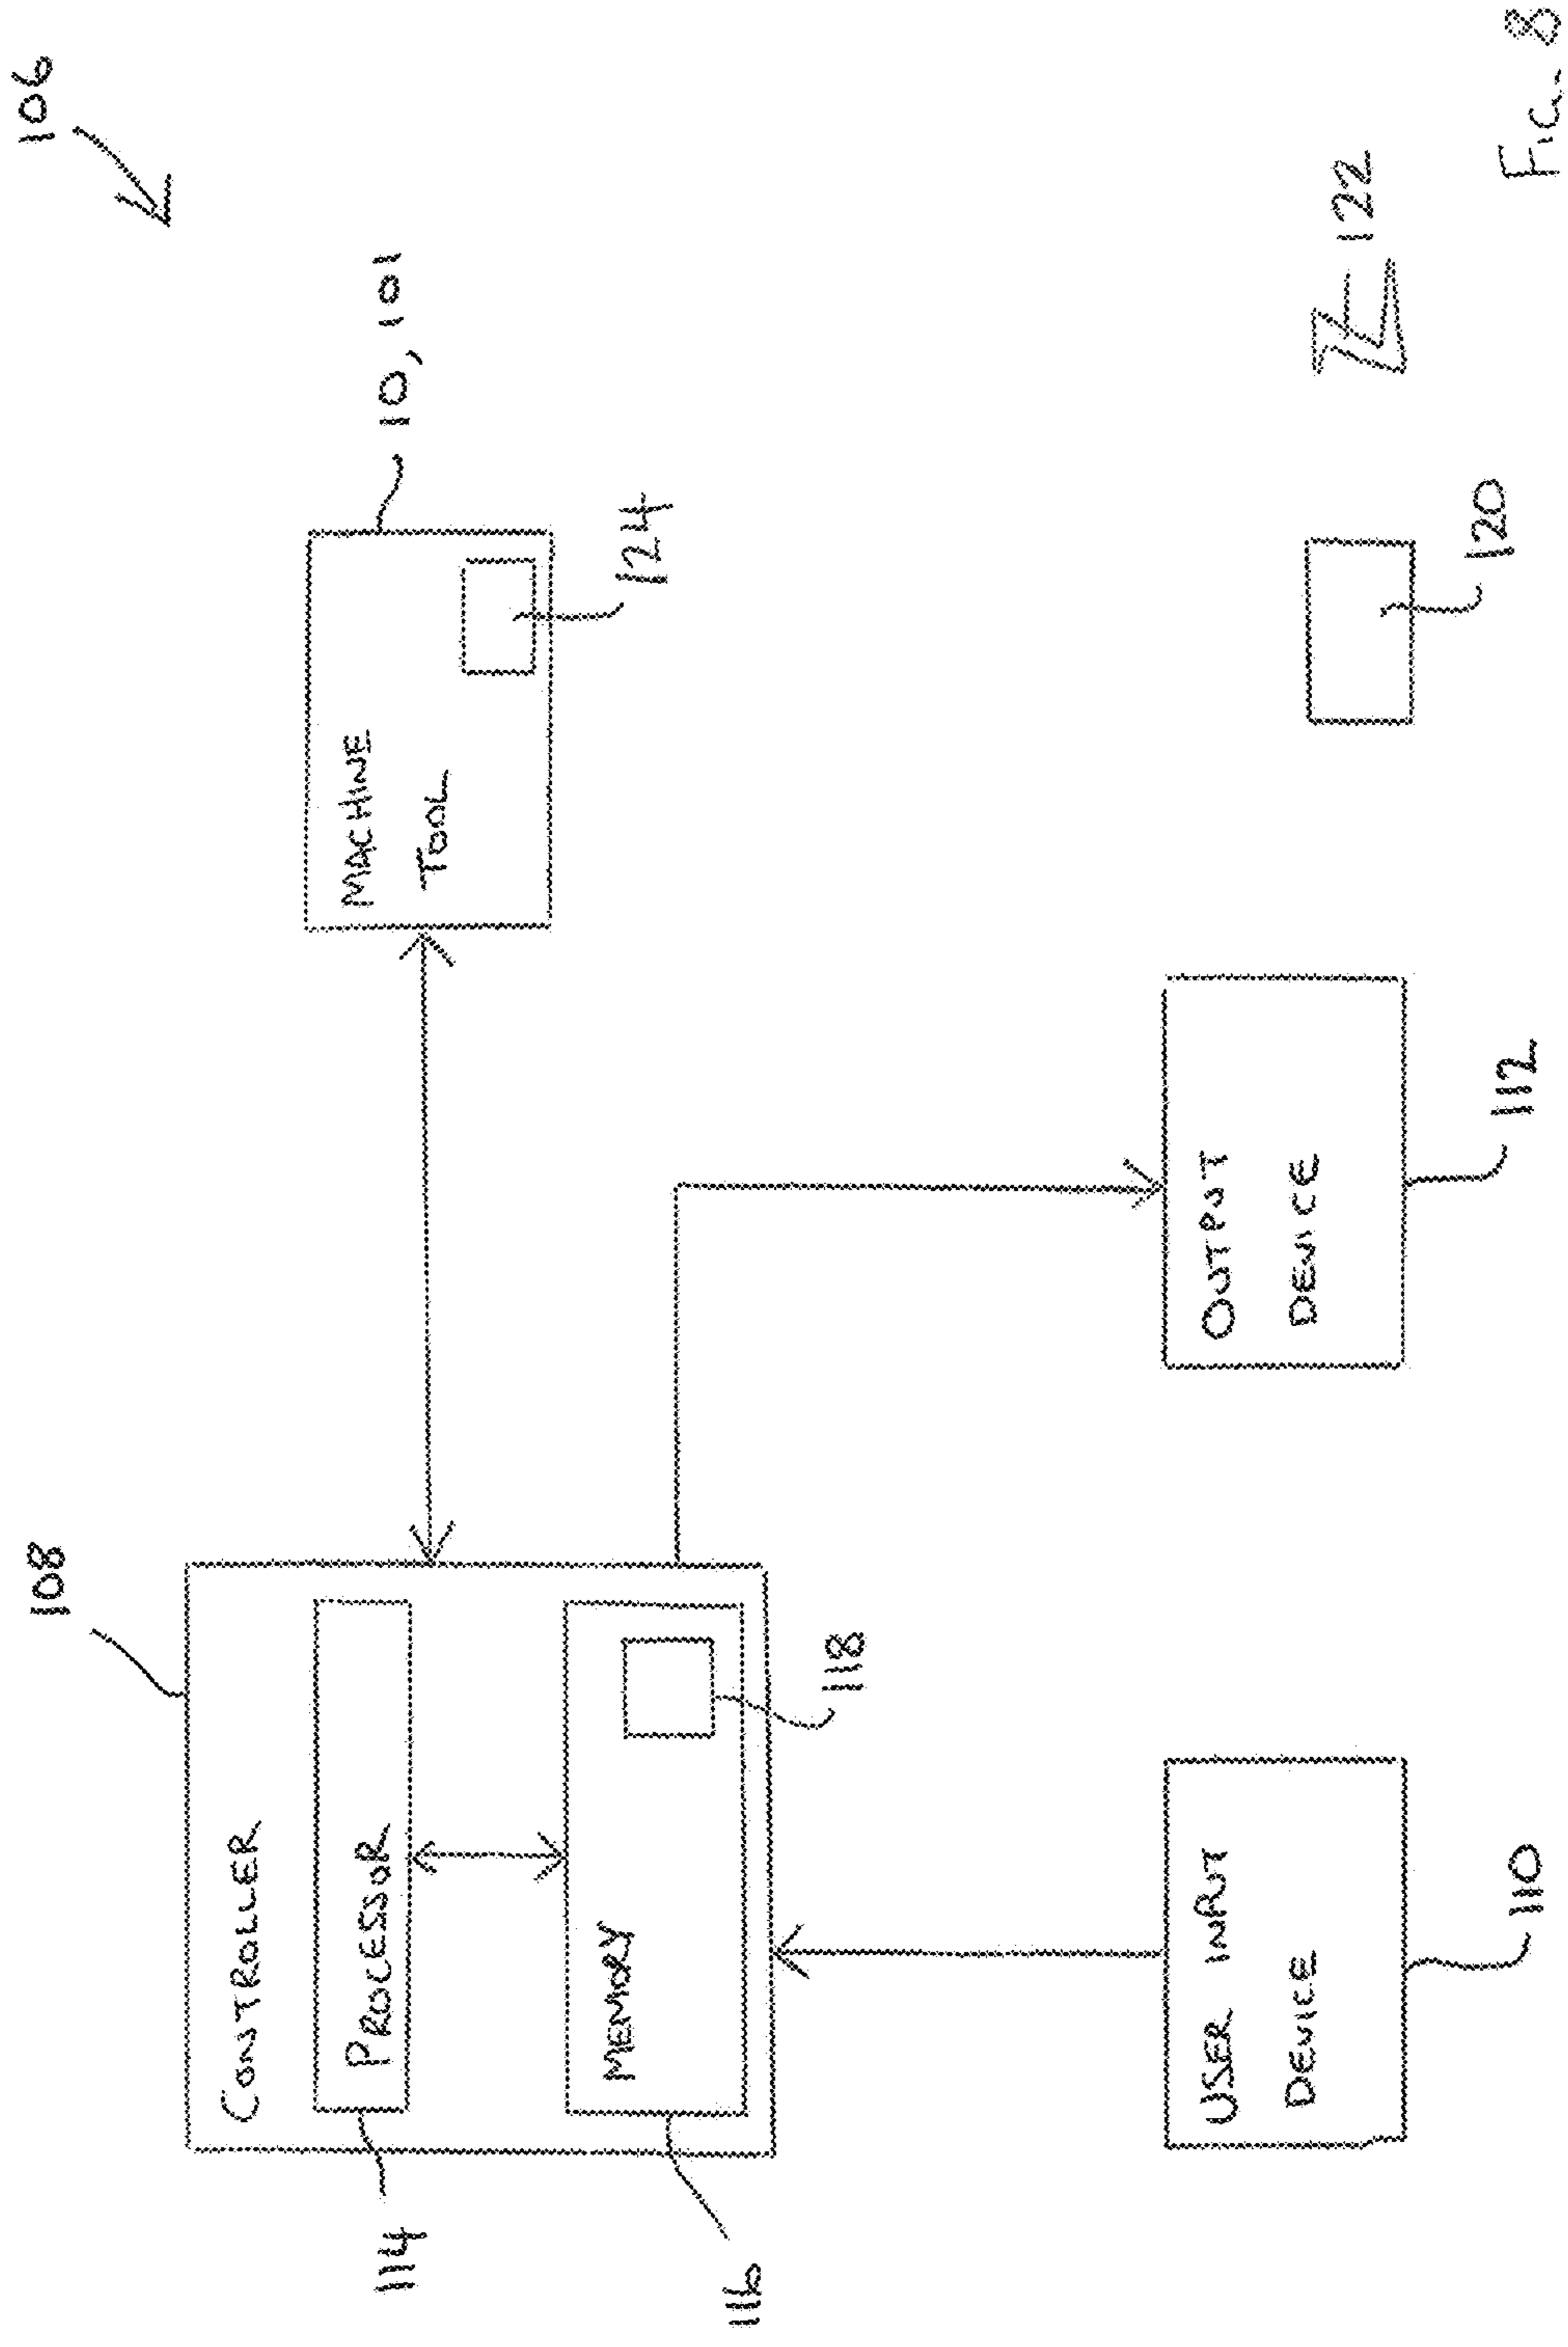 106
108
CONTROLLER
10, 101
114
PROCESSOR
MACHINE
TOOL
116
MEMORY
118
124
USER INPUT
DEVICE
OUTPUT
DEVICE
122
110
112
120
FIG. 8